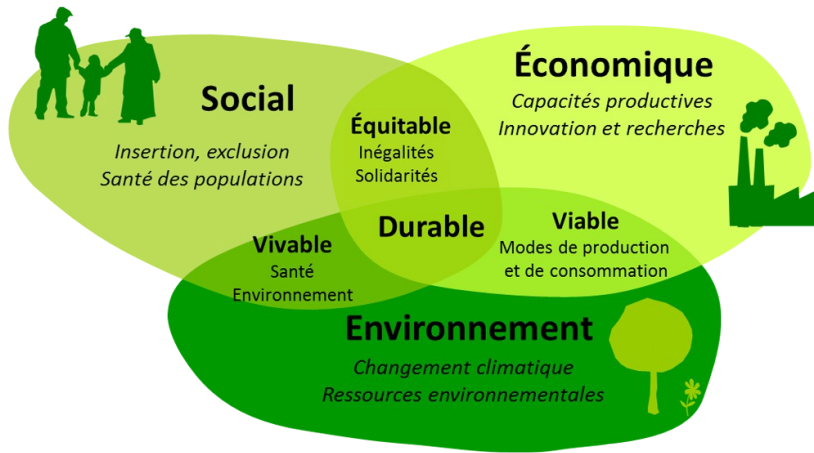 Social
Insertion, exclusion
Santé des populations
Économique
Capacités productives
Innovation et recherches
Équitable
Inégalités
Solidarités
Durable
Viable
Modes de production
et de consommation
Vivable
Santé
Environnement
Environnement
Changement climatique
Ressources environnementales